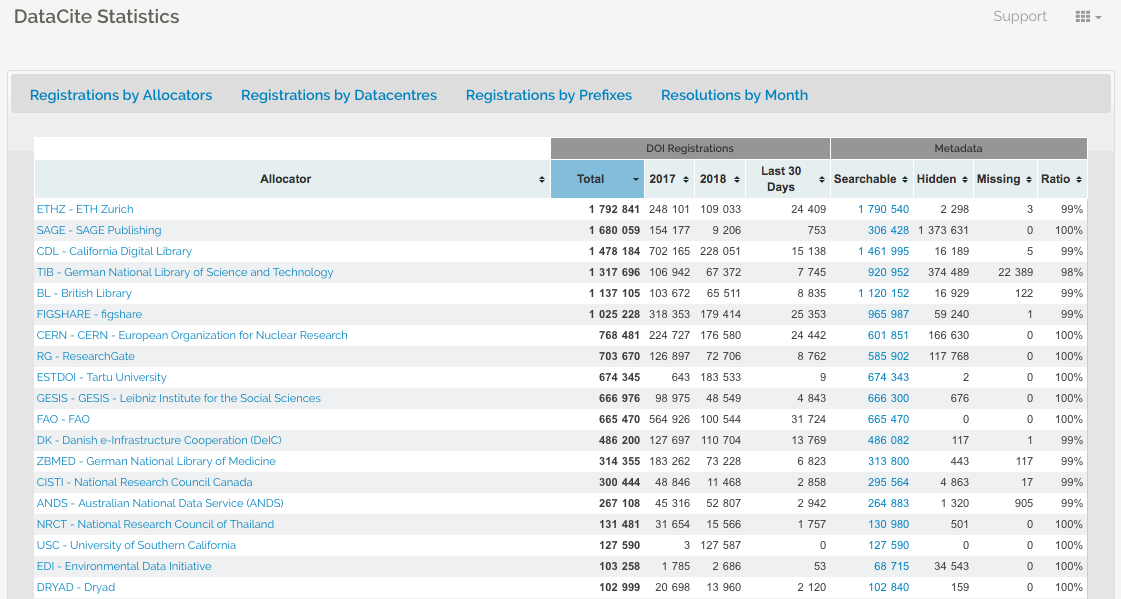 DataCite Statistics Support
Registrations by Allocators Registrations by Datacentres Registrations by Prefixes Resolutions by Month
DOI Registrations Metadata
Allocator Total 2017 2018 Last 30 Days Searchable Hidden Missing Ratio
ETHZ - ETH Zurich 1 792 841 248 101 109 033 24 409 1 790 540 2 298 3 99%
SAGE - SAGE Publishing 1 680 059 154 177 9 206 753 306 428 1 373 631 0 100%
CDL - California Digital Library 1 478 184 702 165 228 051 15 138 1 461 995 16 189 5 99%
TIB - German National Library of Science and Technology 1 317 696 106 942 67 372 7 745 920 952 374 489 22 389 98%
BL - British Library 1 137 105 103 672 65 511 8 835 1 120 152 16 929 122 99%
FIGSHARE - figshare 1 025 228 318 353 179 414 25 353 965 987 59 240 1 99%
CERN - CERN - European Organization for Nuclear Research 768 481 224 727 176 580 24 442 601 851 166 630 0 100%
RG - ResearchGate 703 670 126 897 72 706 8 762 585 902 117 768 0 100%
ESTDOI - Tartu University 674 345 643 183 533 9 674 343 2 0 100%
GESIS - GESIS - Leibniz Institute for the Social Sciences 666 976 98 975 48 549 4 843 666 300 676 0 100%
FAO - FAO 665 470 564 926 100 544 31 724 665 470 0 0 100%
DK - Danish e-Infrastructure Cooperation (DeIC) 486 200 127 697 110 704 13 769 486 082 117 1 99%
ZBMED - German National Library of Medicine 314 355 183 262 73 228 6 823 313 800 443 117 99%
CISTI - National Research Council Canada 300 444 48 846 11 468 2 858 295 564 4 863 17 99%
ANDS - Australian National Data Service (ANDS) 267 108 45 316 52 807 2 942 264 883 1 320 905 99%
NRCT - National Research Council of Thailand 131 481 31 654 15 566 1 757 130 980 501 0 100%
USC - University of Southern California 127 590 3 127 587 0 127 590 0 0 100%
EDI - Environmental Data Initiative 103 258 1 785 2 686 53 68 715 34 543 0 100%
DRYAD - Dryad 102 999 20 698 13 960 2 120 102 840 159 0 100%